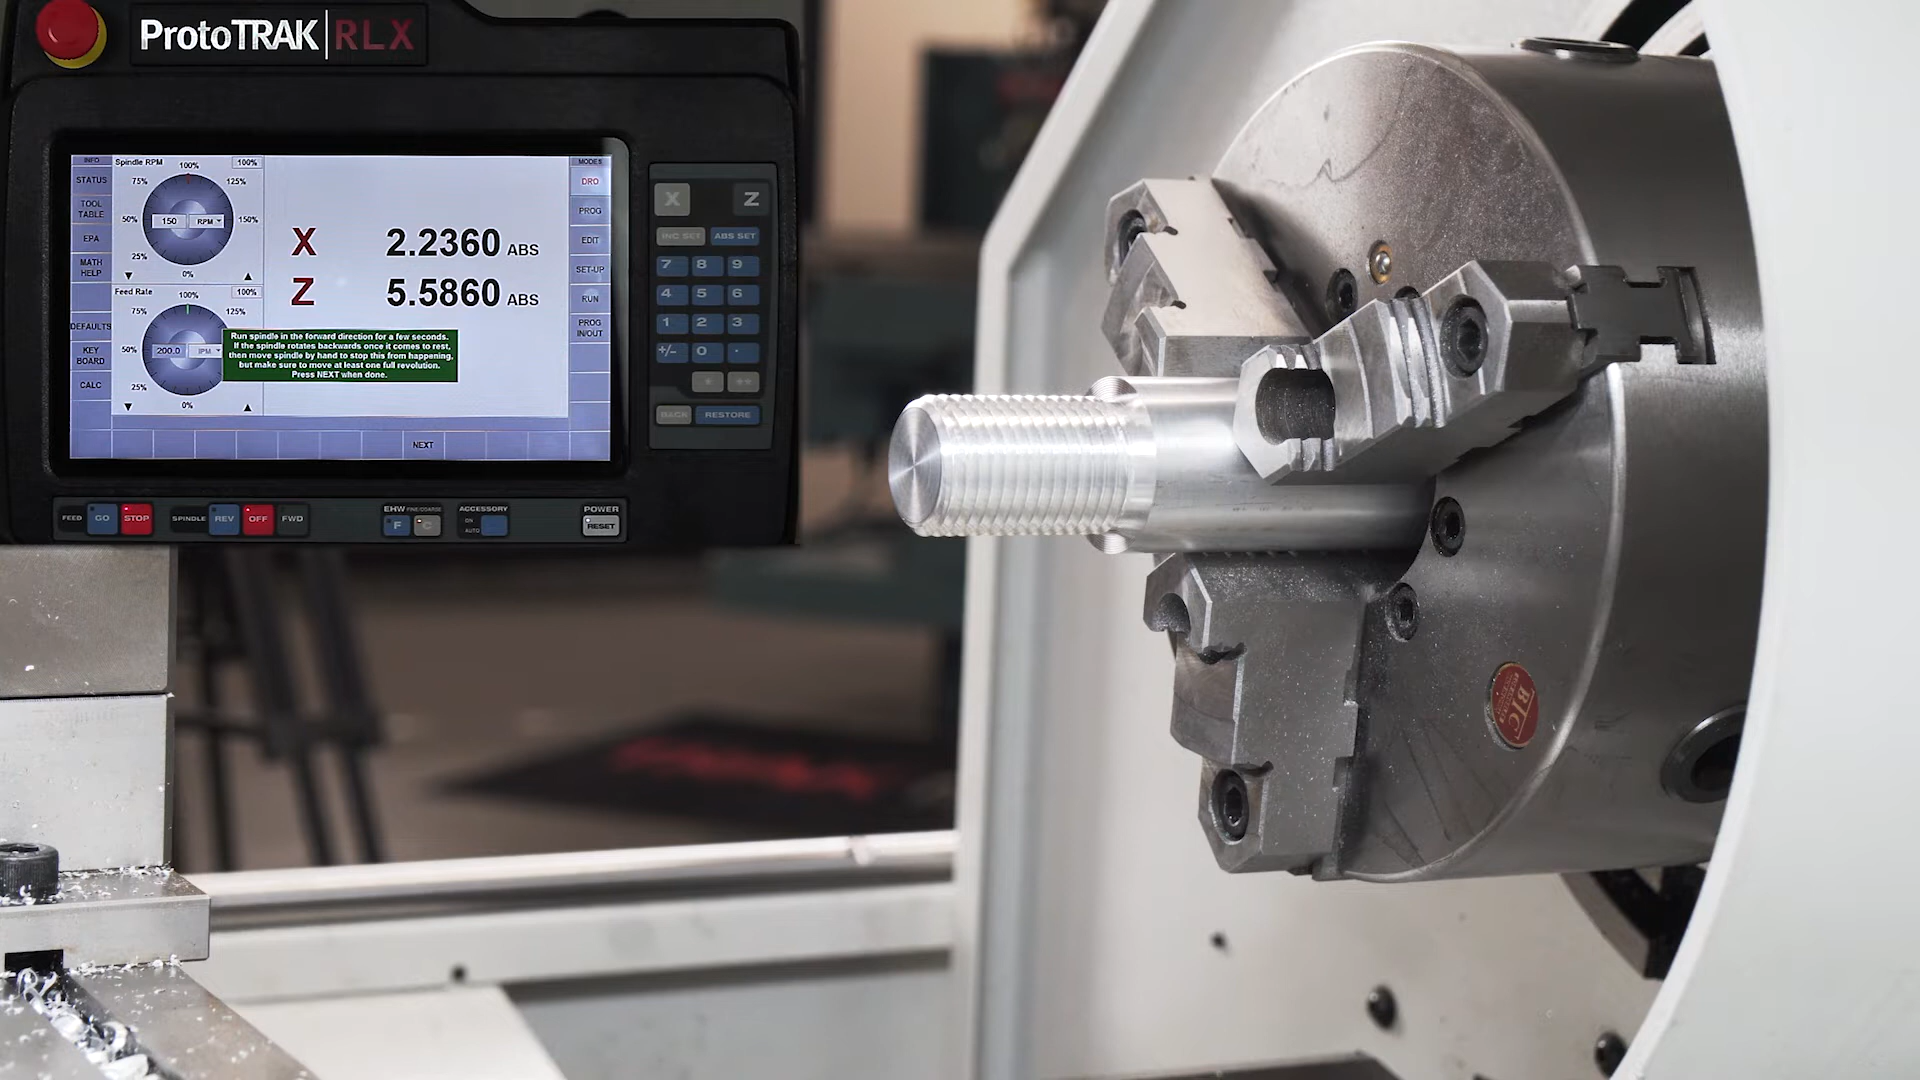 ProtoTRAK RLX
INFO
STATUS
TOOL
TABLE
EPA
MATH
HELP
DEFAULTS
KEY
BOARD
CALC
Spindle RPM
100%
100%
75%
125%
50%
150 RPM
150%
25%
0%
Feed Rate
100%
100%
75%
125%
50%
200.0 IPM
25%
0%
X 2.2360 ABS
Z 5.5860 ABS
Run spindle in the forward direction for a few seconds.
If the spindle rotates backwards once it comes to rest,
then move spindle by hand to stop this from happening,
but make sure to move at least one full revolution.
Press NEXT when done.
NEXT
MODES
DRO
PROG
EDIT
SET-UP
RUN
PROG
IN/OUT
X Z
INC SET ABS SET
7 8 9
4 5 6
1 2 3
+/- 0 .
BACK RESTORE
FEED GO STOP
SPINDLE REV OFF FWD
EHW FINE/COARSE
F C
ACCESSORY
ON
AUTO
POWER
RESET
BTC